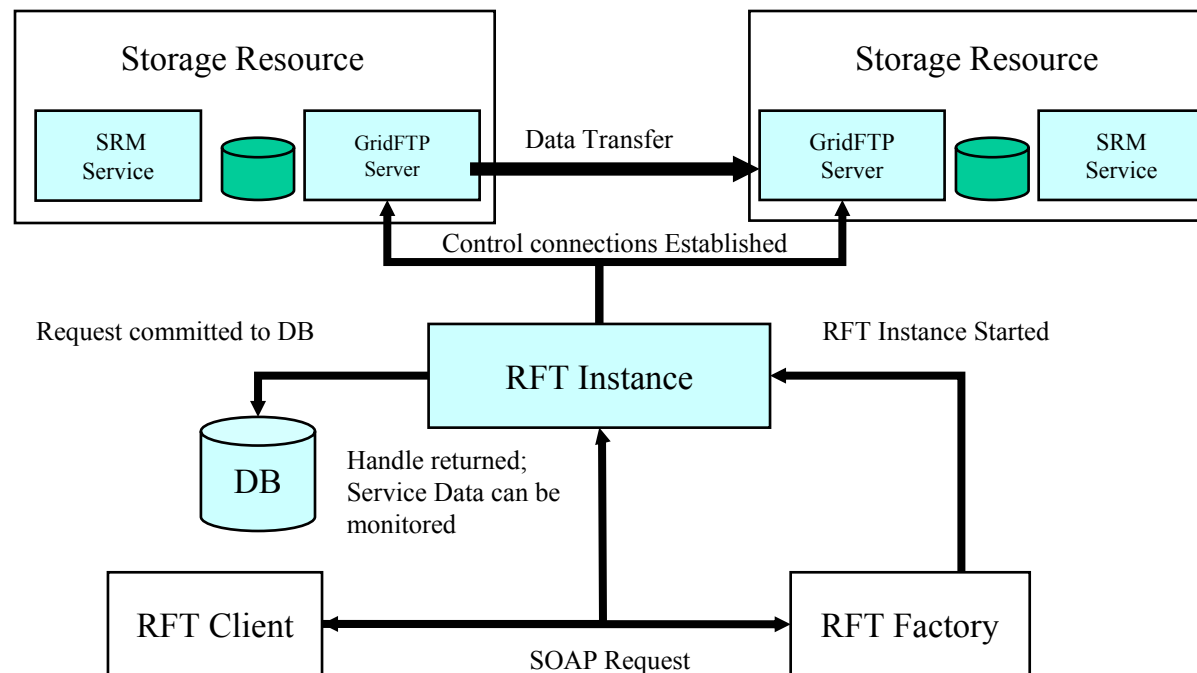 Storage Resource
Storage Resource
SRM
Service
GridFTP
Server
Data Transfer
GridFTP
Server
SRM
Service
Control connections Established
Request committed to DB
RFT Instance Started
RFT Instance
DB
Handle returned;
Service Data can be
monitored
RFT Client
RFT Factory
SOAP Request